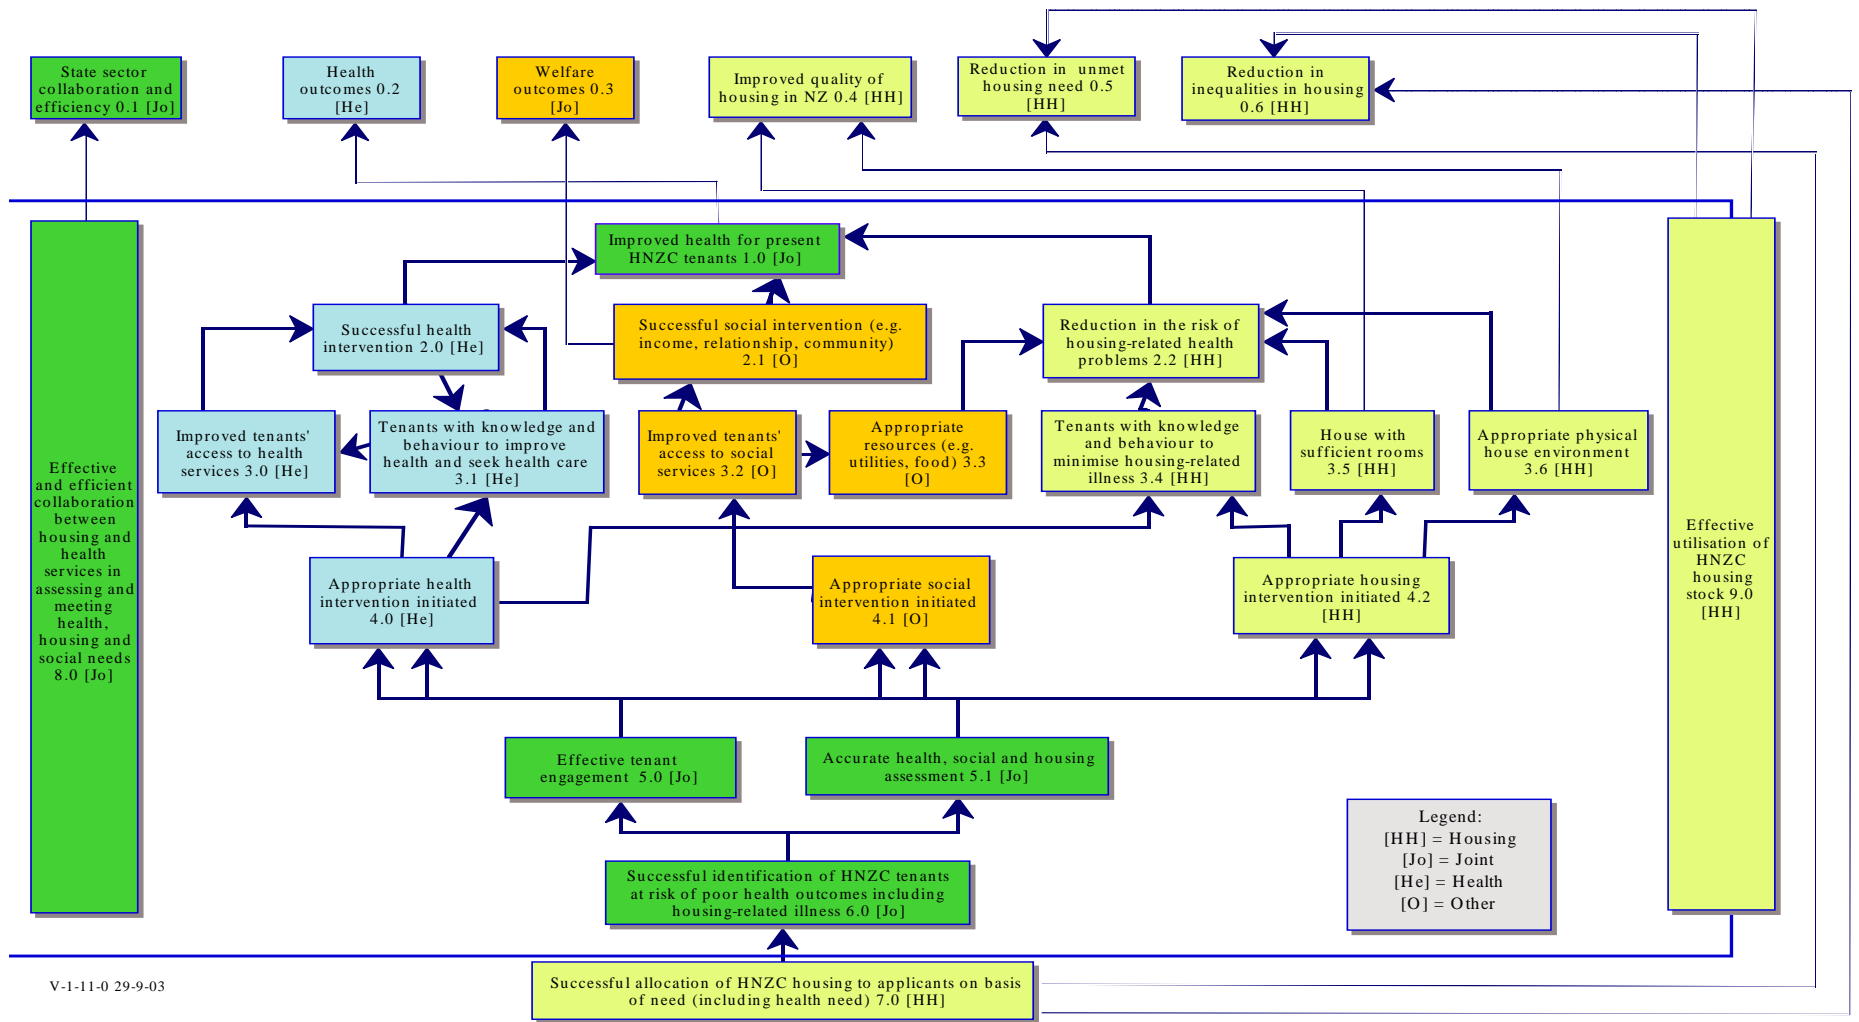 State sector
collaboration and
efficiency 0.1 [Jo]
Health
outcomes 0.2
[He]
Welfare
outcomes 0.3
[Jo]
Improved quality of
housing in NZ 0.4 [HH]
Reduction in unmet
housing need 0.5
[HH]
Reduction in
inequalities in housing
0.6 [HH]
Improved health for present
HNZC tenants 1.0 [Jo]
Successful health
intervention 2.0 [He]
Successful social intervention (e.g.
income, relationship, community)
2.1 [O]
Reduction in the risk of
housing-related health
problems 2.2 [HH]
Improved tenants'
access to health
services 3.0 [He]
Tenants with knowledge and
behaviour to improve
health and seek health care
3.1 [He]
Improved tenants'
access to social
services 3.2 [O]
Appropriate
resources (e.g.
utilities, food) 3.3
[O]
Tenants with knowledge
and behaviour to
minimise housing-related
illness 3.4 [HH]
House with
sufficient rooms
3.5 [HH]
Appropriate physical
house environment
3.6 [HH]
Effective
and efficient
collaboration
between
housing and
health
services in
assessing and
meeting
health,
housing and
social needs
8.0 [Jo]
Effective
utilisation of
HNZC
housing
stock 9.0
[HH]
Appropriate health
intervention initiated
4.0 [He]
Appropriate social
intervention initiated
4.1 [O]
Appropriate housing
intervention initiated 4.2
[HH]
Effective tenant
engagement 5.0 [Jo]
Accurate health, social and housing
assessment 5.1 [Jo]
Successful identification of HNZC tenants
at risk of poor health outcomes including
housing-related illness 6.0 [Jo]
Legend:
[HH] = Housing
[Jo] = Joint
[He] = Health
[O] = Other
Successful allocation of HNZC housing to applicants on basis
of need (including health need) 7.0 [HH]
V-1-11-0 29-9-03